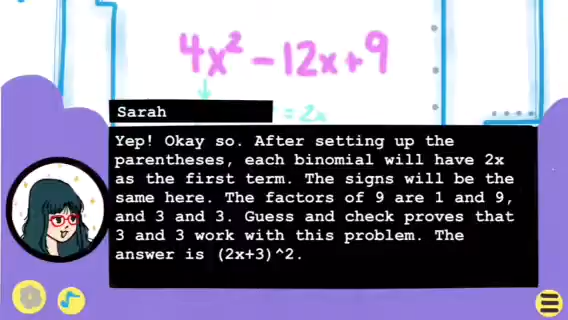 4x² - 12x + 9
= 2x
Sarah
Yep! Okay so. After setting up the
parentheses, each binomial will have 2x
as the first term. The signs will be the
same here. The factors of 9 are 1 and 9,
and 3 and 3. Guess and check proves that
3 and 3 work with this problem. The
answer is (2x+3)^2.